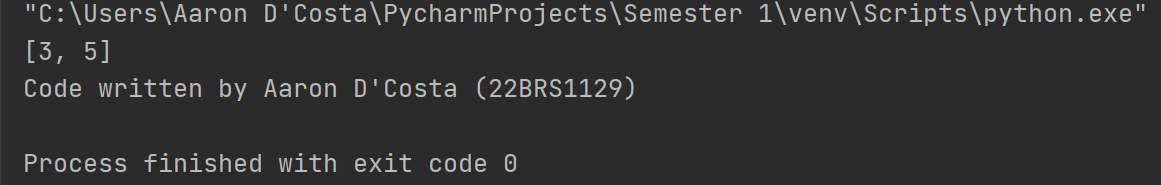 "C:\Users\Aaron D'Costa\PycharmProjects\Semester 1\venv\Scripts\python.exe"
[3, 5]
Code written by Aaron D'Costa (22BRS1129)
Process finished with exit code 0